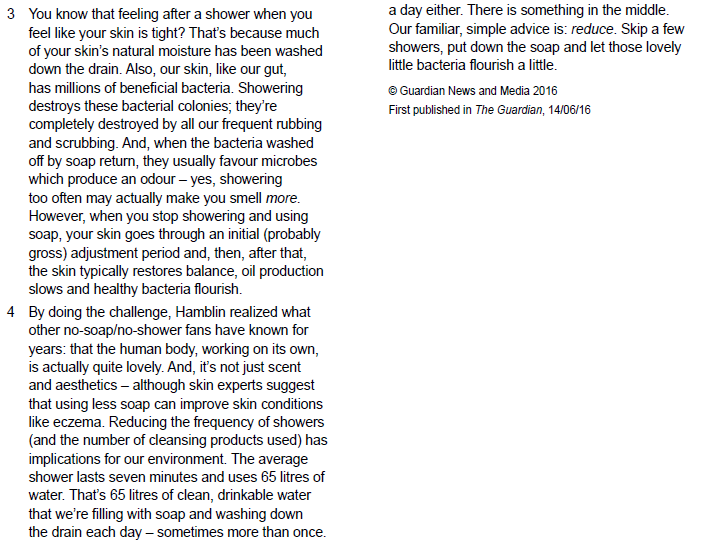 3 You know that feeling after a shower when you
feel like your skin is tight? That’s because much
of your skin’s natural moisture has been washed
down the drain. Also, our skin, like our gut,
has millions of beneficial bacteria. Showering
destroys these bacterial colonies; they’re
completely destroyed by all our frequent rubbing
and scrubbing. And, when the bacteria washed
off by soap return, they usually favour microbes
which produce an odour – yes, showering
too often may actually make you smell more.
However, when you stop showering and using
soap, your skin goes through an initial (probably
gross) adjustment period and, then, after that,
the skin typically restores balance, oil production
slows and healthy bacteria flourish.
4 By doing the challenge, Hamblin realized what
other no-soap/no-shower fans have known for
years: that the human body, working on its own,
is actually quite lovely. And, it’s not just scent
and aesthetics – although skin experts suggest
that using less soap can improve skin conditions
like eczema. Reducing the frequency of showers
(and the number of cleansing products used) has
implications for our environment. The average
shower lasts seven minutes and uses 65 litres of
water. That’s 65 litres of clean, drinkable water
that we’re filling with soap and washing down
the drain each day – sometimes more than once.
a day either. There is something in the middle.
Our familiar, simple advice is: reduce. Skip a few
showers, put down the soap and let those lovely
little bacteria flourish a little.
© Guardian News and Media 2016
First published in The Guardian, 14/06/16